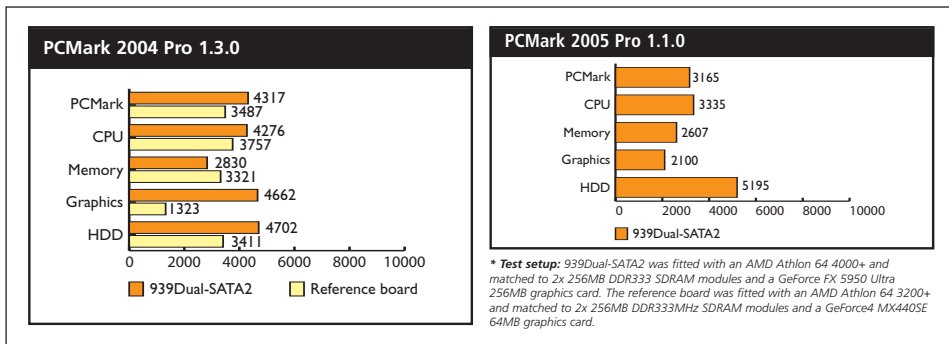 PCMark 2004 Pro 1.3.0
PCMark
4317
3487
CPU
4276
3757
Memory
2830
3321
Graphics
4662
1323
HDD
4702
3411
0 2000 4000 6000 8000 10000
939Dual-SATA2 Reference board
PCMark 2005 Pro 1.1.0
PCMark 3165
CPU 3335
Memory 2607
Graphics 2100
HDD 5195
0 2000 4000 6000 8000 10000
939Dual-SATA2
* Test setup: 939Dual-SATA2 was fitted with an AMD Athlon 64 4000+ and
matched to 2x 256MB DDR333 SDRAM modules and a GeForce FX 5950 Ultra
256MB graphics card. The reference board was fitted with an AMD Athlon 64 3200+
and matched to 2x 256MB DDR333MHz SDRAM modules and a GeForce4 MX440SE
64MB graphics card.